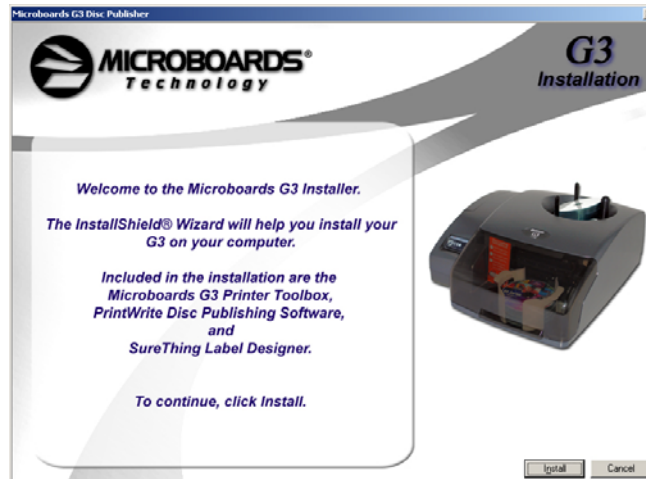 Microboards G3 Disc Publisher
MICROBOARDS®
Technology
G3
Installation
Welcome to the Microboards G3 Installer.
The InstallShield® Wizard will help you install your
G3 on your computer.
Included in the installation are the
Microboards G3 Printer Toolbox,
PrintWrite Disc Publishing Software,
and
SureThing Label Designer.
To continue, click Install.
Install
Cancel